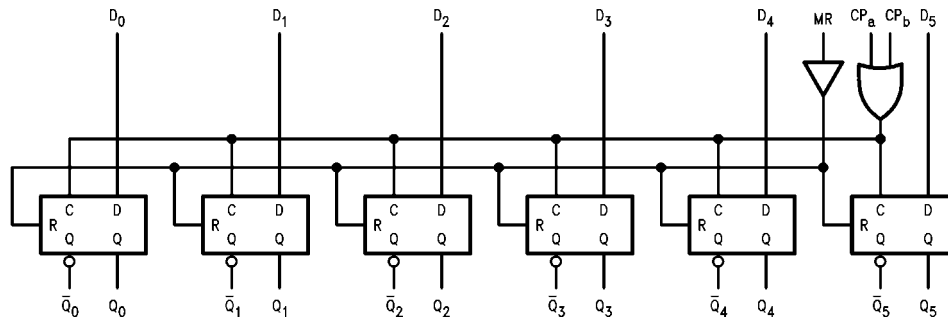 D₀ D₁ D₂ D₃ D₄ MR CPₐ CP_b D₅
C D C D C D C D C D C D
R R R R R R
Q Q Q Q Q Q Q Q Q Q Q Q
Q̅₀ Q₀ Q̅₁ Q₁ Q̅₂ Q₂ Q̅₃ Q₃ Q̅₄ Q₄ Q̅₅ Q₅